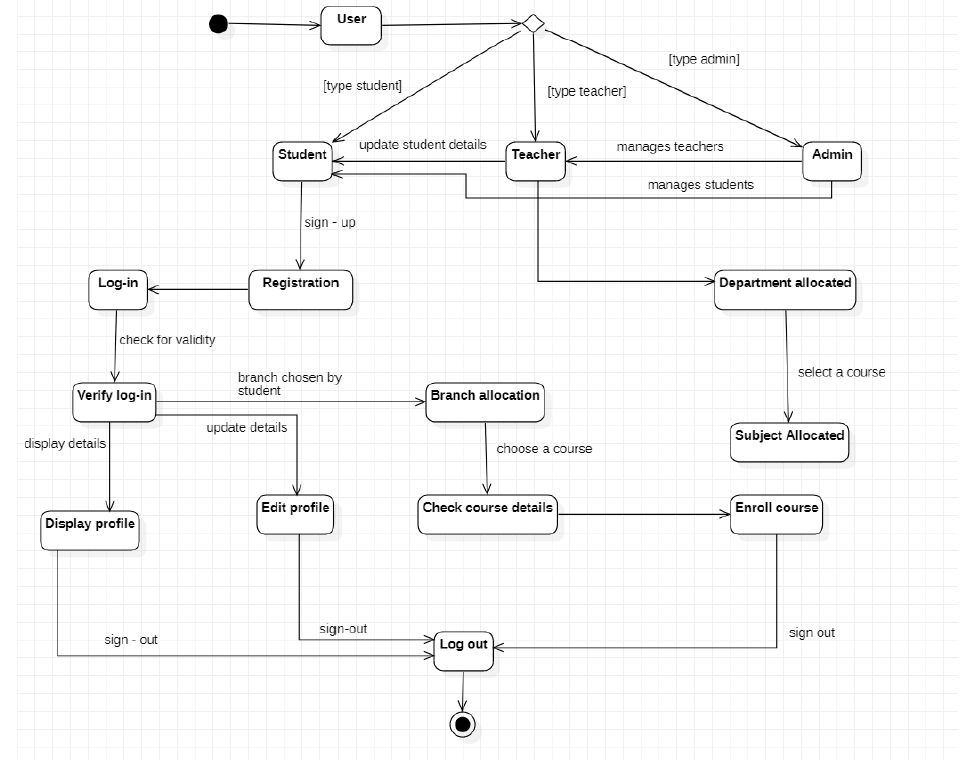 User
[type admin]
[type student]
[type teacher]
update student details
manages teachers
Student
Teacher
Admin
manages students
sign - up
Log-in
Registration
Department allocated
check for validity
select a course
branch chosen by
student
Verify log-in
Branch allocation
update details
display details
choose a course
Subject Allocated
Display profile
Edit profile
Check course details
Enroll course
sign - out
sign-out
Log out
sign out